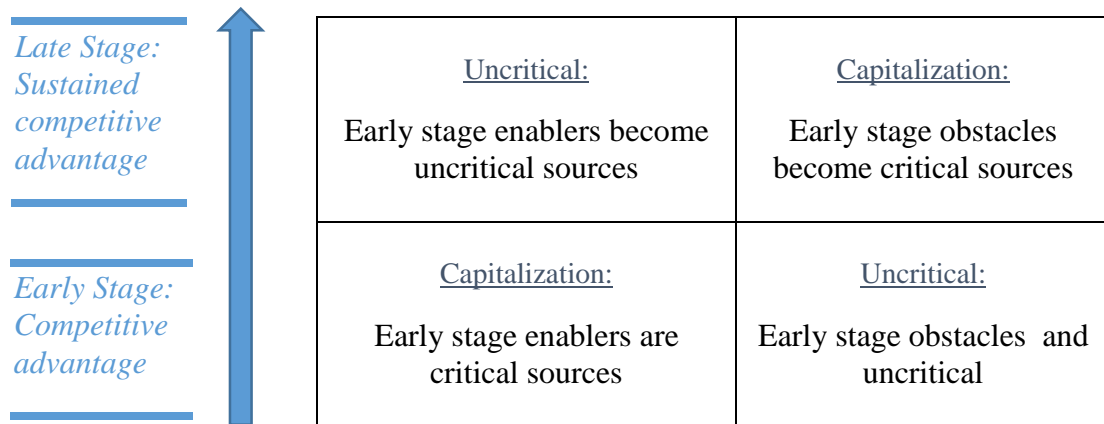 Late Stage:
Sustained
competitive
advantage
Uncritical:
Early stage enablers become
uncritical sources
Capitalization:
Early stage obstacles
become critical sources
Early Stage:
Competitive
advantage
Capitalization:
Early stage enablers are
critical sources
Uncritical:
Early stage obstacles and
uncritical